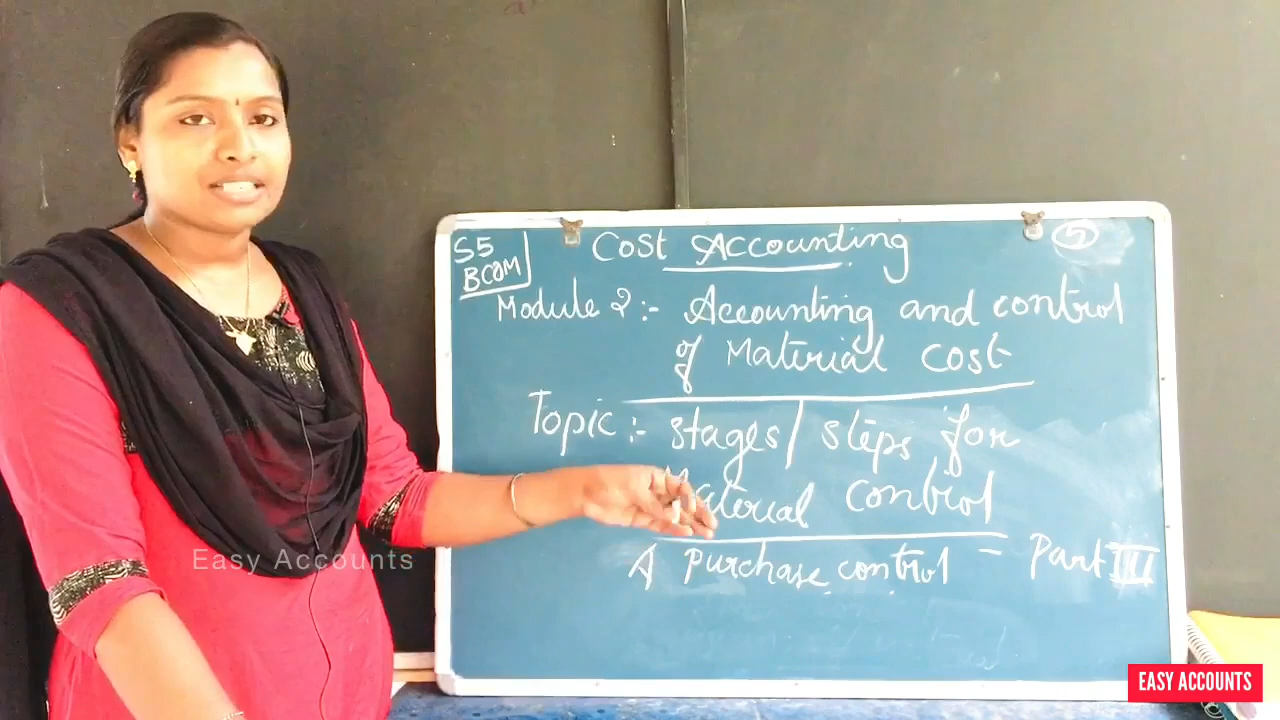 S5
BCOM
Cost Accounting
5
Module 2:- Accounting and control
of Material Cost
Topic:- stages/ steps for
Material control
A purchase control - Part III
Easy Accounts
EASY ACCOUNTS